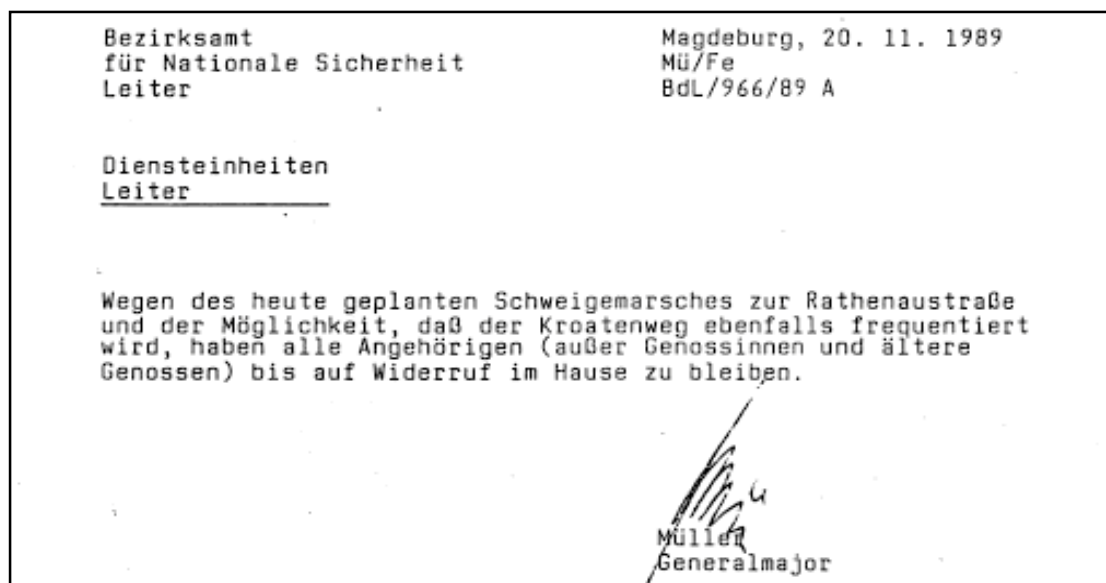 Bezirksamt
für Nationale Sicherheit
Leiter
Magdeburg, 20. 11. 1989
Mü/Fe
BdL/966/89 A
Diensteinheiten
Leiter
Wegen des heute geplanten Schweigemarsches zur Rathenaustraße
und der Möglichkeit, daß der Kroatenweg ebenfalls frequentiert
wird, haben alle Angehörigen (außer Genossinnen und ältere
Genossen) bis auf Widerruf im Hause zu bleiben.
Müller
Generalmajor